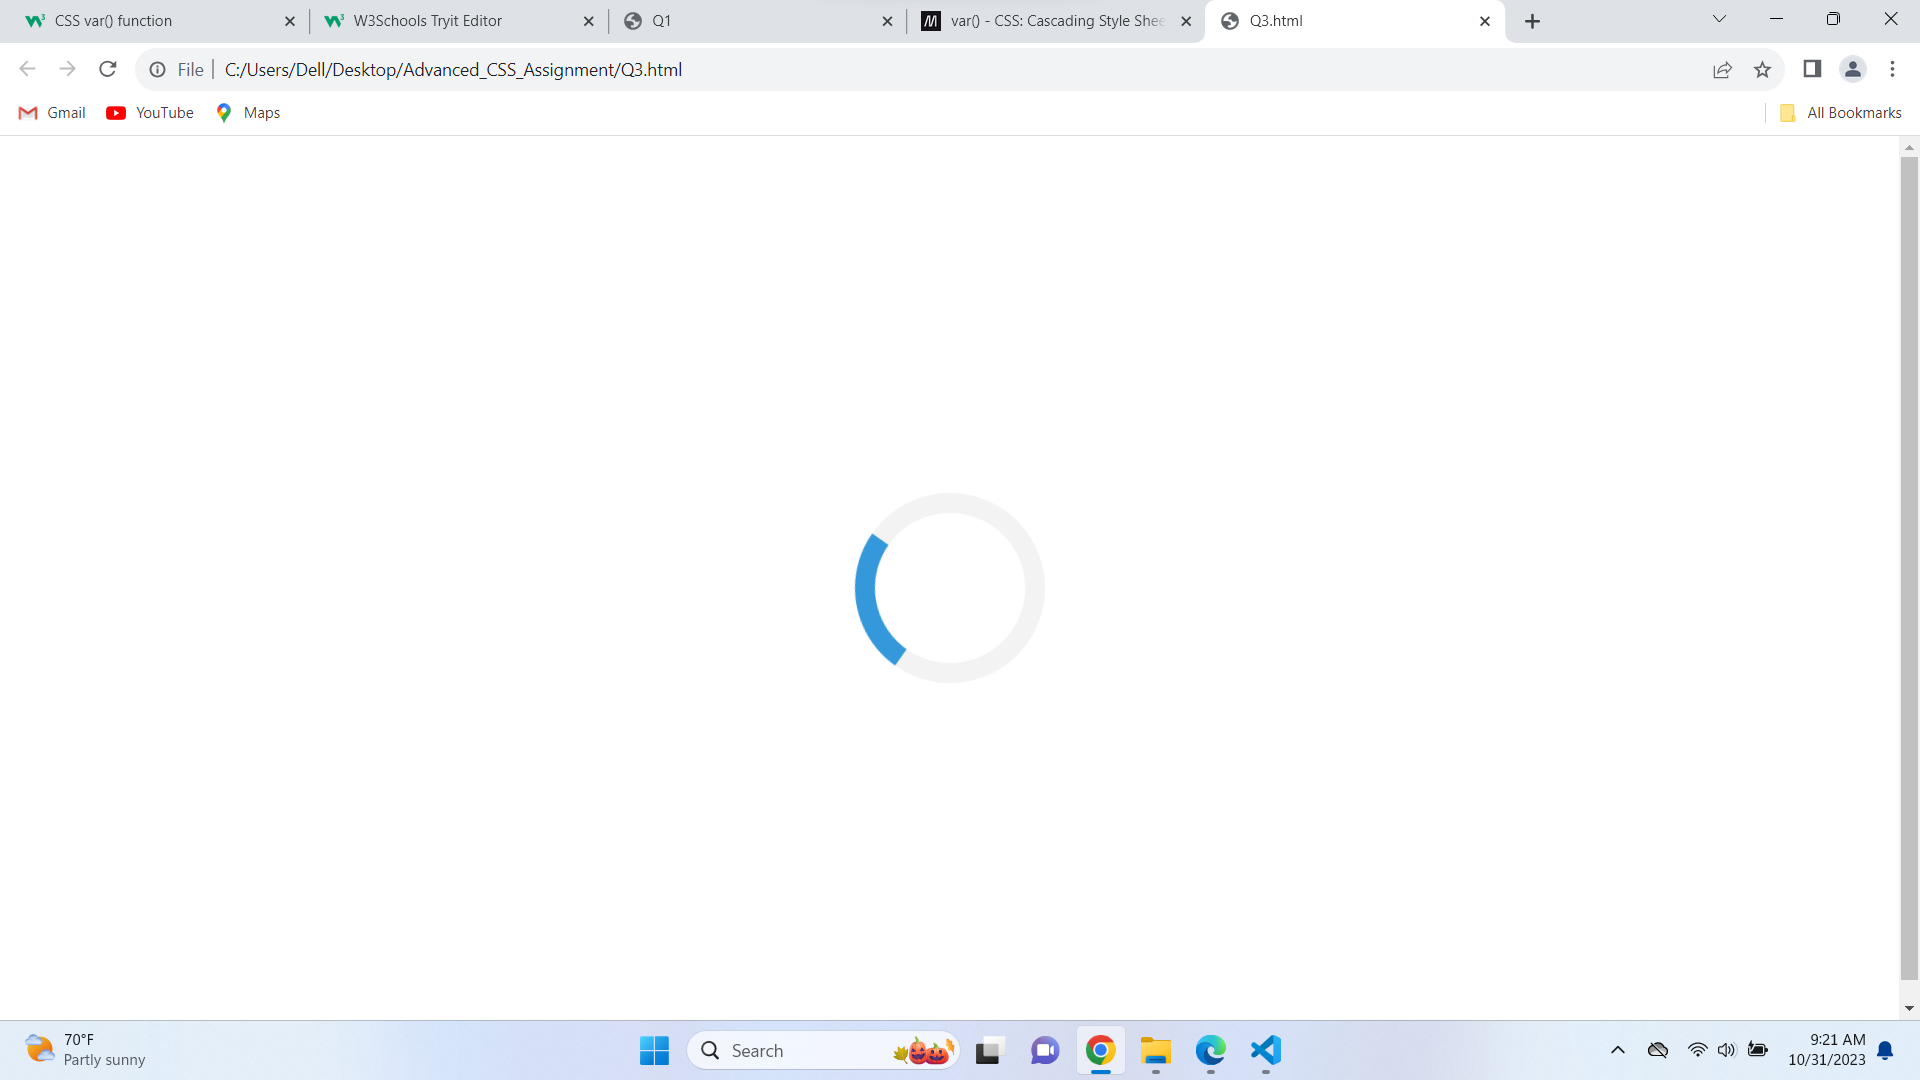 CSS var() function
W3Schools Tryit Editor
Q1
var() - CSS: Cascading Style Shee
Q3.html
File
C:/Users/Dell/Desktop/Advanced_CSS_Assignment/Q3.html
Gmail
YouTube
Maps
All Bookmarks
70°F
Partly sunny
Search
9:21 AM
10/31/2023